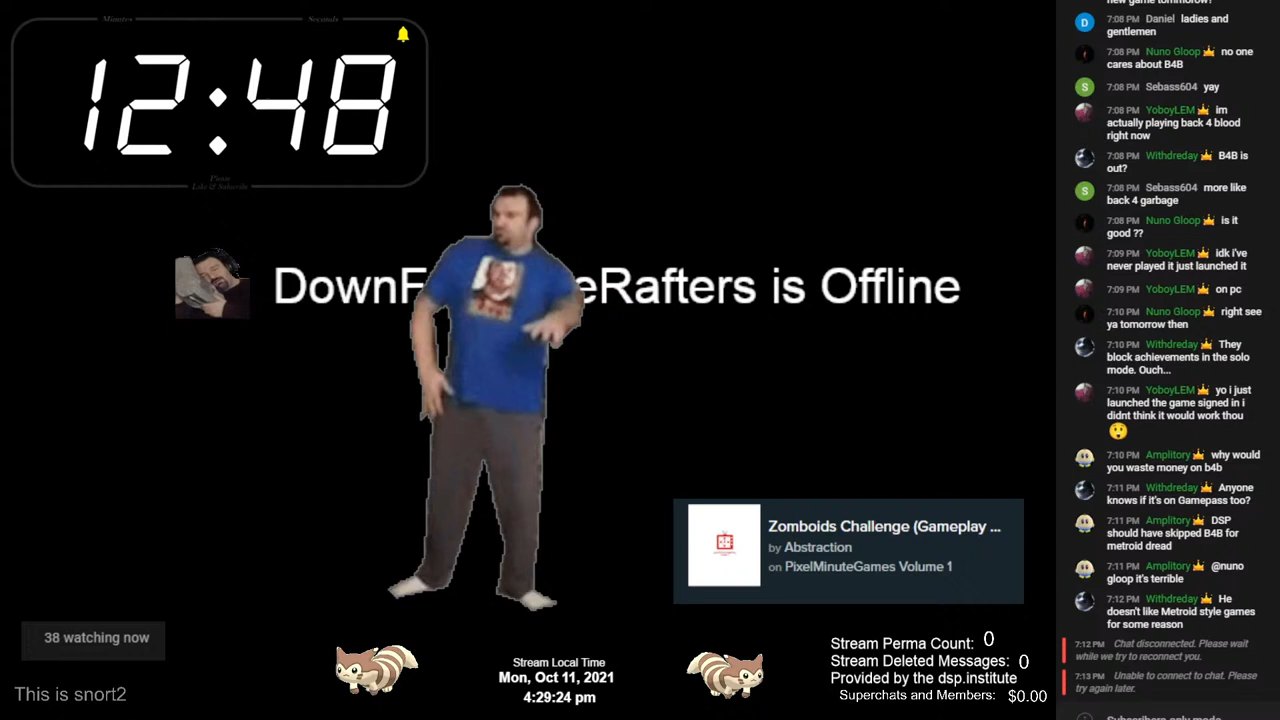 Minutes
Seconds
12:48
Please
Like & Subscribe
DownF
eRafters is Offline
Zomboids Challenge (Gameplay ...
by Abstraction
on PixelMinuteGames Volume 1
38 watching now
This is snort2
Stream Local Time
Mon, Oct 11, 2021
4:29:24 pm
Stream Perma Count: 0
Stream Deleted Messages: 0
Provided by the dsp.institute
Superchats and Members: $0.00
new game tommorow?
D
7:08 PM Daniel ladies and
gentlemen
7:08 PM Nuno Gloop no one
cares about B4B
S
7:08 PM Sebass604 yay
7:08 PM YoboyLEM im
actually playing back 4 blood
right now
7:08 PM Withdreday B4B is
out?
S
7:08 PM Sebass604 more like
back 4 garbage
7:08 PM Nuno Gloop is it
good ??
7:09 PM YoboyLEM idk i've
never played it just launched it
7:09 PM YoboyLEM on pc
7:10 PM Nuno Gloop right see
ya tomorrow then
7:10 PM Withdreday They
block achievements in the solo
mode. Ouch...
7:10 PM YoboyLEM yo i just
launched the game signed in i
didnt think it would work thou
7:10 PM Amplitory why would
you waste money on b4b
7:11 PM Withdreday Anyone
knows if it's on Gamepass too?
7:11 PM Amplitory DSP
should have skipped B4B for
metroid dread
7:11 PM Amplitory @nuno
gloop it's terrible
7:12 PM Withdreday He
doesn't like Metroid style games
for some reason
7:12 PM Chat disconnected. Please wait
while we try to reconnect you.
7:13 PM Unable to connect to chat. Please
try again later.
Subscribers-only mode